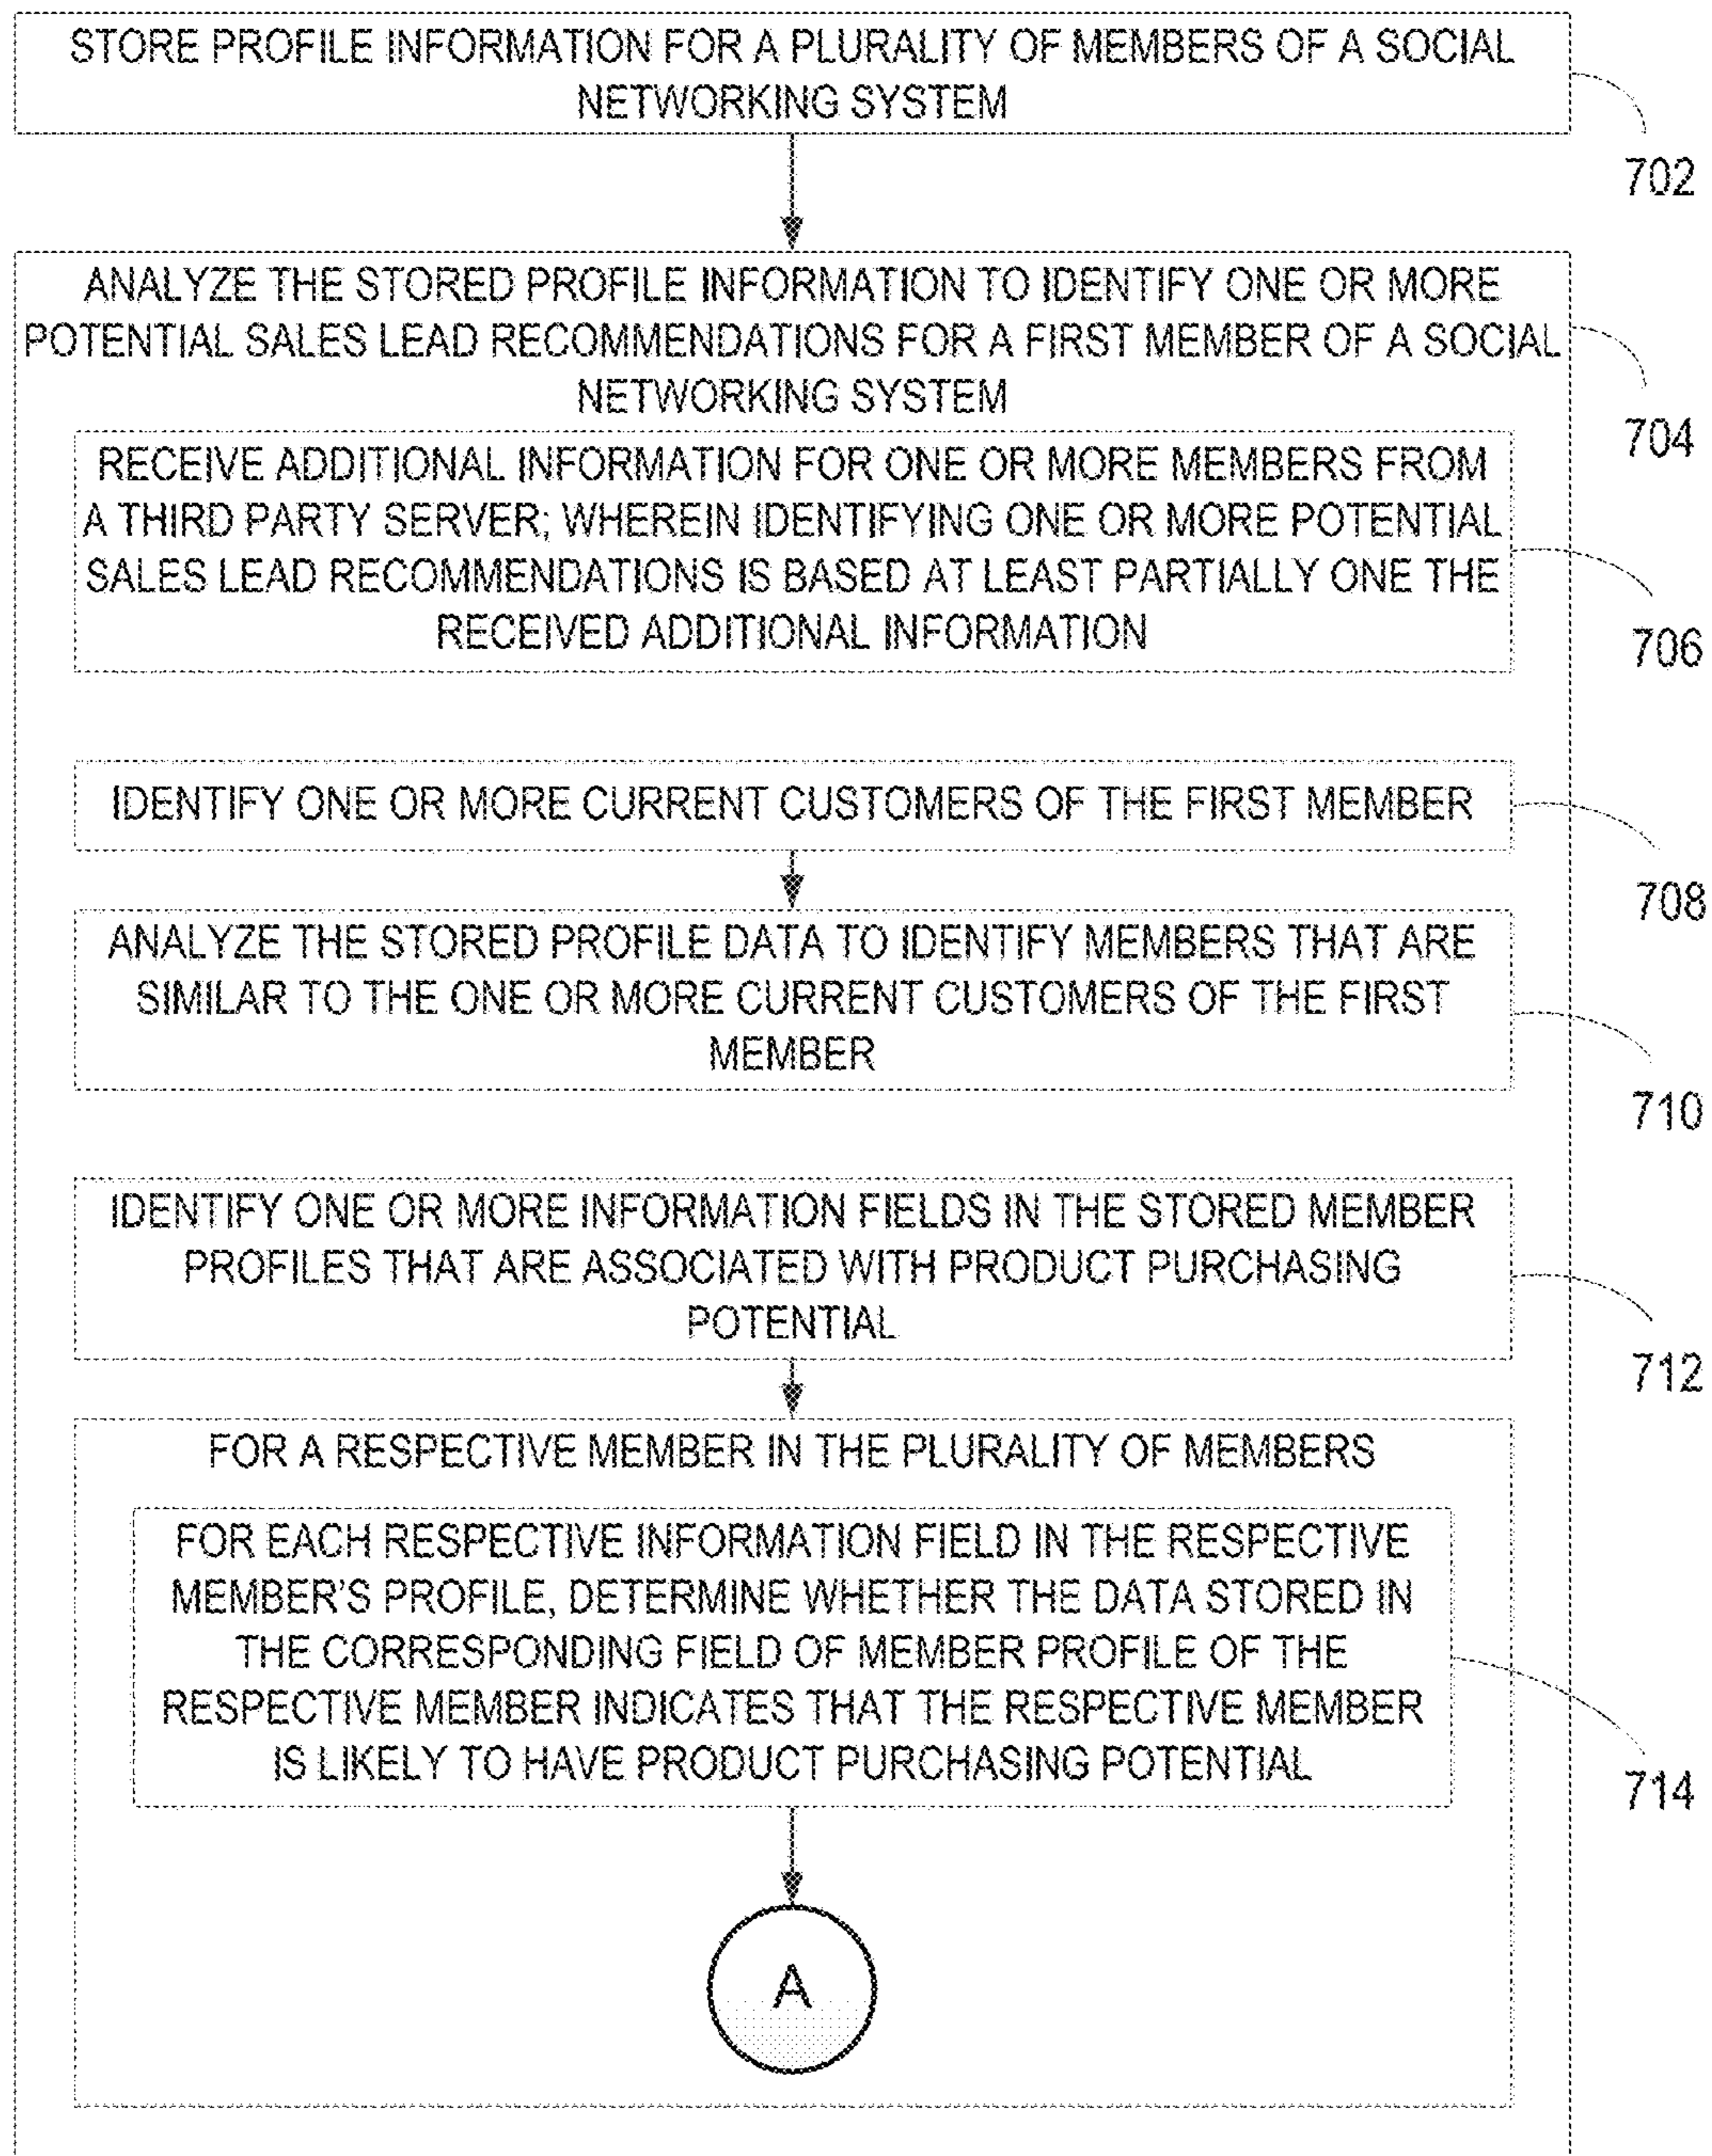 STORE PROFILE INFORMATION FOR A PLURALITY OF MEMBERS OF A SOCIAL
NETWORKING SYSTEM
702
ANALYZE THE STORED PROFILE INFORMATION TO IDENTIFY ONE OR MORE
POTENTIAL SALES LEAD RECOMMENDATIONS FOR A FIRST MEMBER OF A SOCIAL
NETWORKING SYSTEM
704
RECEIVE ADDITIONAL INFORMATION FOR ONE OR MORE MEMBERS FROM
A THIRD PARTY SERVER; WHEREIN IDENTIFYING ONE OR MORE POTENTIAL
SALES LEAD RECOMMENDATIONS IS BASED AT LEAST PARTIALLY ONE THE
RECEIVED ADDITIONAL INFORMATION
706
IDENTIFY ONE OR MORE CURRENT CUSTOMERS OF THE FIRST MEMBER
708
ANALYZE THE STORED PROFILE DATA TO IDENTIFY MEMBERS THAT ARE
SIMILAR TO THE ONE OR MORE CURRENT CUSTOMERS OF THE FIRST
MEMBER
710
IDENTIFY ONE OR MORE INFORMATION FIELDS IN THE STORED MEMBER
PROFILES THAT ARE ASSOCIATED WITH PRODUCT PURCHASING
POTENTIAL
712
FOR A RESPECTIVE MEMBER IN THE PLURALITY OF MEMBERS
FOR EACH RESPECTIVE INFORMATION FIELD IN THE RESPECTIVE
MEMBER'S PROFILE, DETERMINE WHETHER THE DATA STORED IN
THE CORRESPONDING FIELD OF MEMBER PROFILE OF THE
RESPECTIVE MEMBER INDICATES THAT THE RESPECTIVE MEMBER
IS LIKELY TO HAVE PRODUCT PURCHASING POTENTIAL
714
A